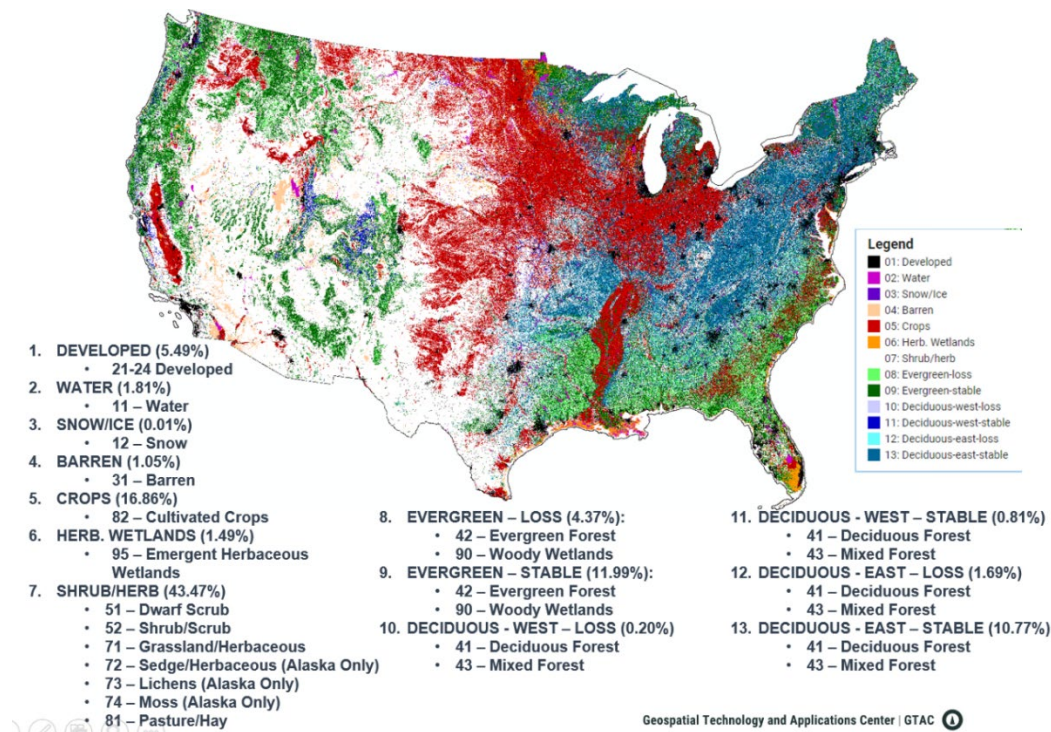 Legend
01: Developed
02: Water
03: Snow/Ice
04: Barren
05: Crops
06: Herb. Wetlands
07: Shrub/herb
08: Evergreen-loss
09: Evergreen-stable
10: Deciduous-west-loss
11: Deciduous-west-stable
12: Deciduous-east-loss
13: Deciduous-east-stable
1. DEVELOPED (5.49%)
• 21-24 Developed
2. WATER (1.81%)
• 11 – Water
3. SNOW/ICE (0.01%)
• 12 – Snow
4. BARREN (1.05%)
• 31 – Barren
5. CROPS (16.86%)
• 82 – Cultivated Crops
6. HERB. WETLANDS (1.49%)
• 95 – Emergent Herbaceous
Wetlands
7. SHRUB/HERB (43.47%)
• 51 – Dwarf Scrub
• 52 – Shrub/Scrub
• 71 – Grassland/Herbaceous
• 72 – Sedge/Herbaceous (Alaska Only)
• 73 – Lichens (Alaska Only)
• 74 – Moss (Alaska Only)
• 81 – Pasture/Hay
8. EVERGREEN – LOSS (4.37%):
• 42 – Evergreen Forest
• 90 – Woody Wetlands
9. EVERGREEN – STABLE (11.99%):
• 42 – Evergreen Forest
• 90 – Woody Wetlands
10. DECIDUOUS - WEST – LOSS (0.20%)
• 41 – Deciduous Forest
• 43 – Mixed Forest
11. DECIDUOUS - WEST – STABLE (0.81%)
• 41 – Deciduous Forest
• 43 – Mixed Forest
12. DECIDUOUS - EAST – LOSS (1.69%)
• 41 – Deciduous Forest
• 43 – Mixed Forest
13. DECIDUOUS - EAST – STABLE (10.77%)
• 41 – Deciduous Forest
• 43 – Mixed Forest
Geospatial Technology and Applications Center | GTAC